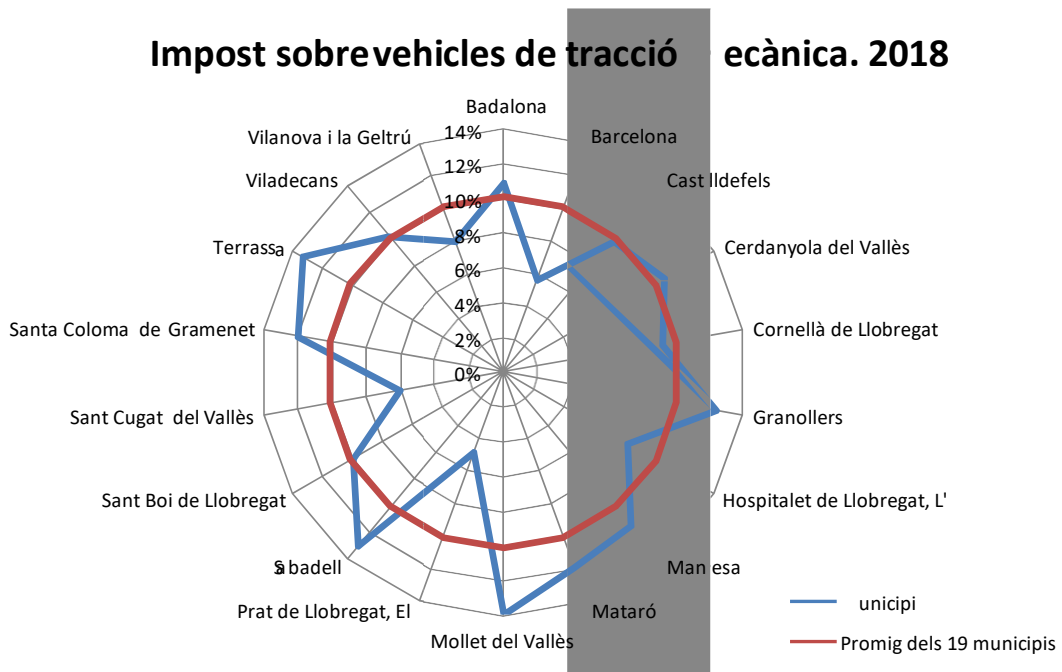 Impost sobre vehicles de tracció ecànica. 2018
Badalona
Barcelona
Cast lldefels
Cerdanyola del Vallès
Cornellà de Llobregat
Granollers
Hospitalet de Llobregat, L'
Man esa
Mataró
Mollet del Vallès
Prat de Llobregat, El
Sabadell
Sant Boi de Llobregat
Sant Cugat del Vallès
Santa Coloma de Gramenet
Terrassa
Viladecans
Vilanova i la Geltrú
14%
12%
10%
8%
6%
4%
2%
0%
unicipi
Promig dels 19 municipis